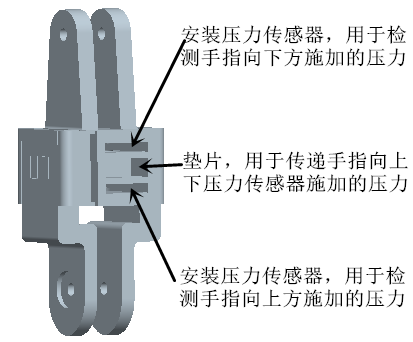 安装压力传感器，用于检
测手指向下方施加的压力
垫片，用于传递手指向上
下压力传感器施加的压力
安装压力传感器，用于检
测手指向上方施加的压力